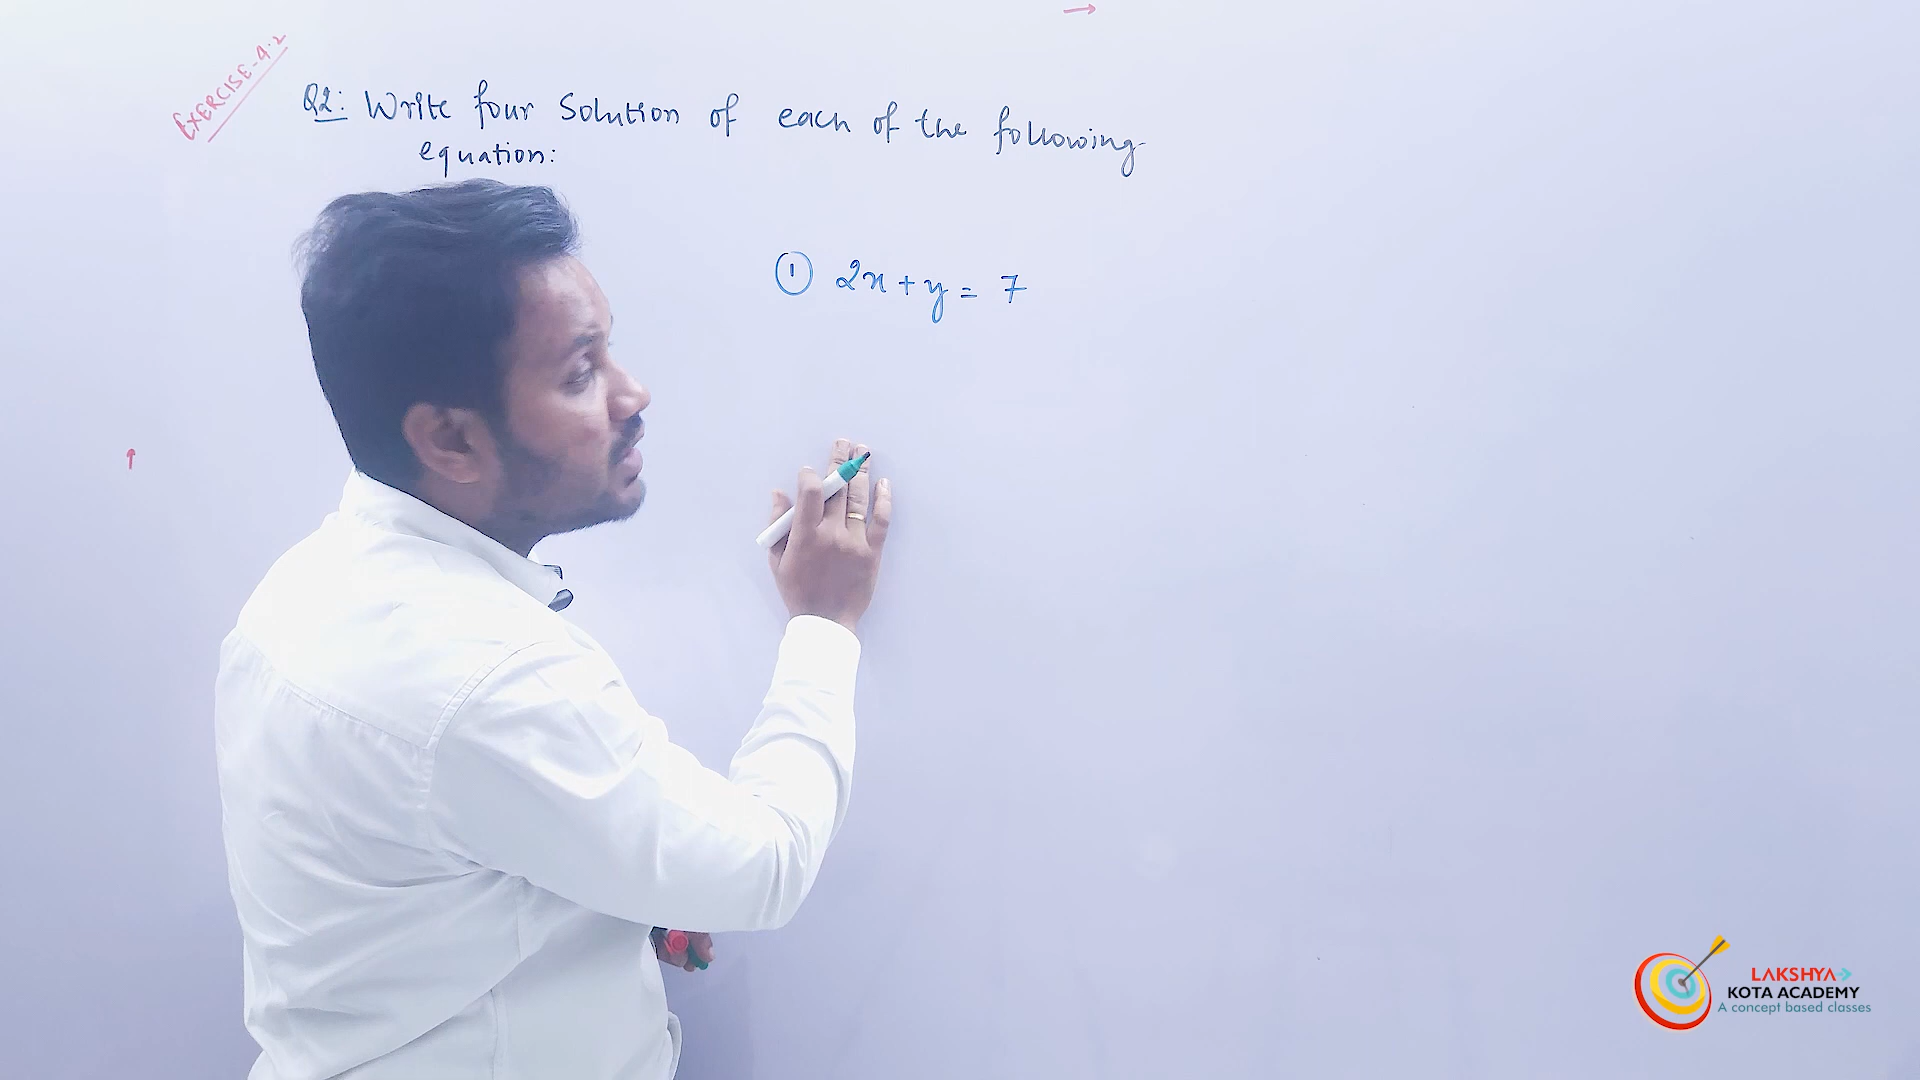 EXERCISE-4.2
Q2: Write four Solution of each of the following
equation:
① 2x + y = 7
LAKSHYA
KOTA ACADEMY
A concept based classes